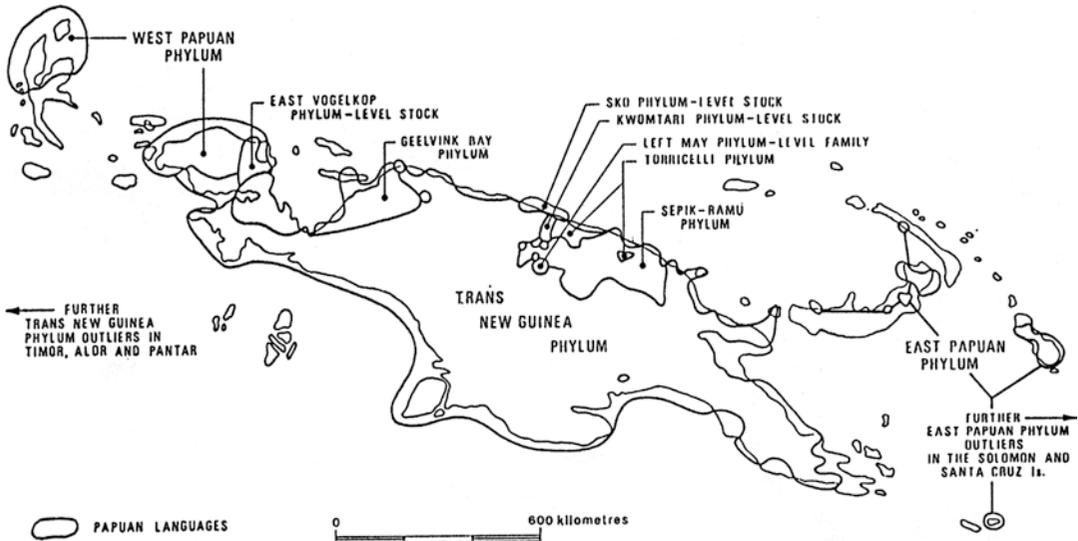 WEST PAPUAN
PHYLUM
EAST VOGELKOP
PHYLUM-LEVEL STOCK
GEELVINK BAY
PHYLUM
SKO PHYLUM-LEVEL STOCK
KWOMTARI PHYLUM-LEVEL STOCK
LEFT MAY PHYLUM-LEVEL FAMILY
TORRICELLI PHYLUM
SEPIK-RAMU
PHYLUM
TRANS
NEW GUINEA
PHYLUM
FURTHER
TRANS NEW GUINEA
PHYLUM OUTLIERS IN
TIMOR, ALOR AND PANTAR
EAST PAPUAN
PHYLUM
FURTHER
EAST PAPUAN PHYLUM
OUTLIERS
IN THE SOLOMON AND
SANTA CRUZ Is.
PAPUAN LANGUAGES
0 600 kilometres